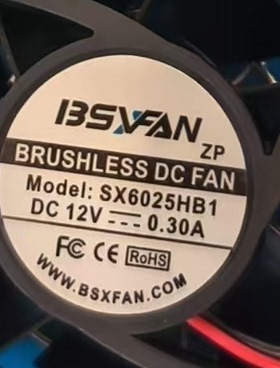 BSXFAN
ZP
BRUSHLESS DC FAN
Model: SX6025HB1
DC 12V ⎓ 0.30A
FC CE RoHS
WWW.BSXFAN.COM